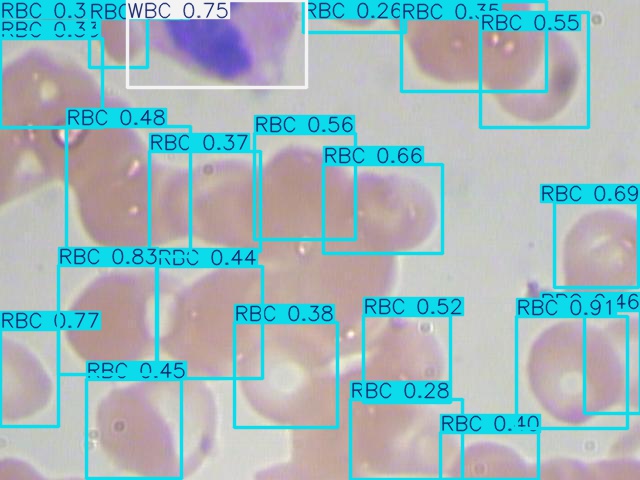 RBC 0.3
RBC
WBC 0.75
RBC 0.26
RBC 0.35
RBC 0.33
RBC 0.55
RBC 0.48
RBC 0.56
RBC 0.37
RBC 0.66
RBC 0.69
RBC 0.83
RBC 0.44
RBC 0.52
RBC 0.91
.46
RBC 0.77
RBC 0.38
RBC 0.45
RBC 0.28
RBC 0.40